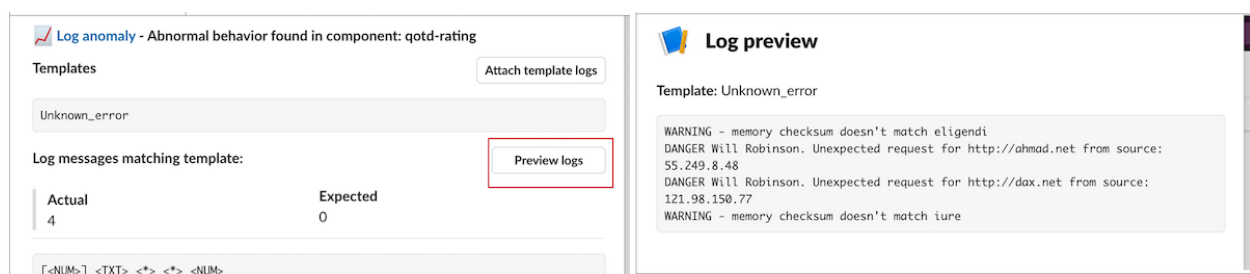 Log anomaly - Abnormal behavior found in component: qotd-rating
Templates
Attach template logs
Unknown_error
Log messages matching template:
Preview logs
Actual
Expected
4
0
[<NUM>] <TXT> <*> <*> <NUM>
Log preview
Template: Unknown_error
WARNING - memory checksum doesn't match eligendi
DANGER Will Robinson. Unexpected request for http://ahmad.net from source:
55.249.8.48
DANGER Will Robinson. Unexpected request for http://dax.net from source:
121.98.150.77
WARNING - memory checksum doesn't match iure